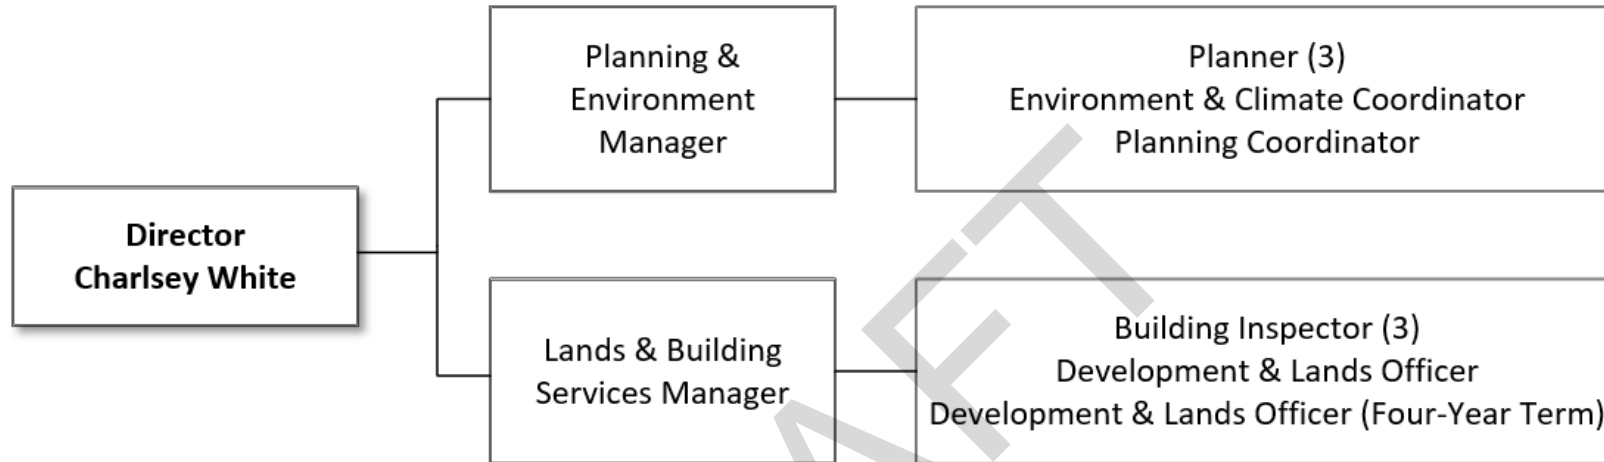 Planning &
Environment
Manager
Planner (3)
Environment & Climate Coordinator
Planning Coordinator
Director
Charlsey White
Lands & Building
Services Manager
Building Inspector (3)
Development & Lands Officer
Development & Lands Officer (Four-Year Term)
AFT